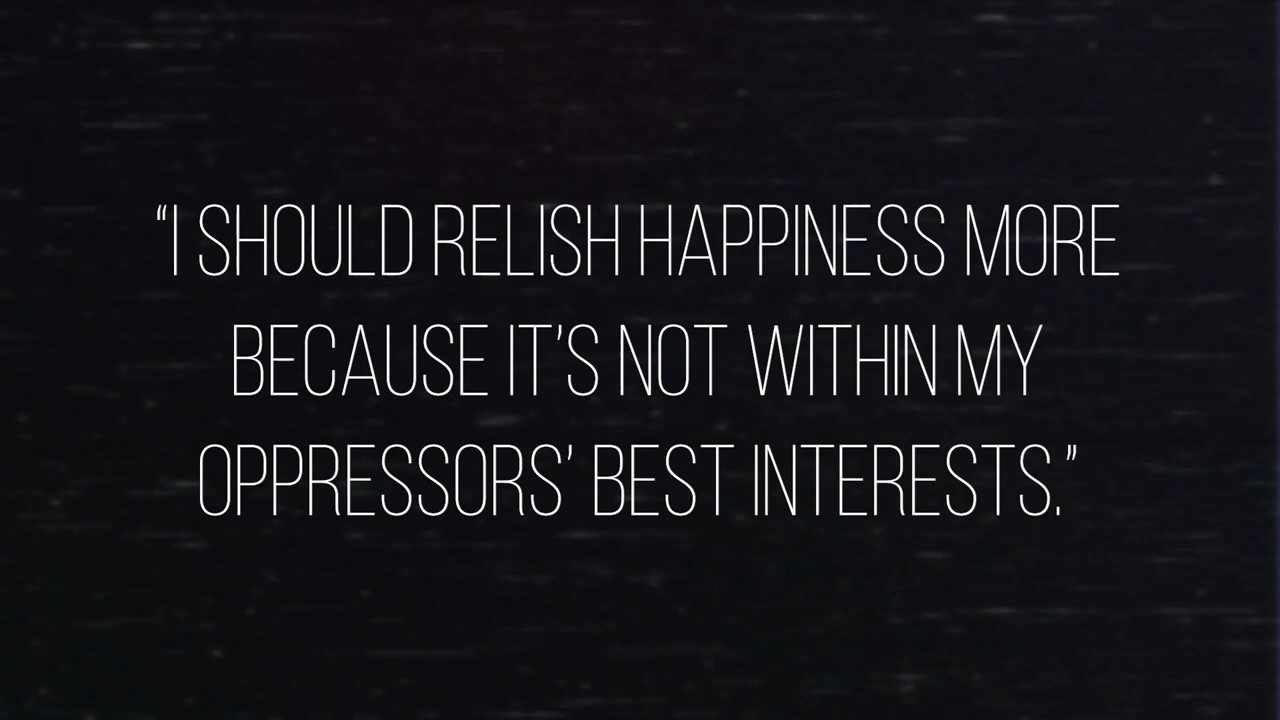 “I SHOULD RELISH HAPPINESS MORE
BECAUSE IT’S NOT WITHIN MY
OPPRESSORS’ BEST INTERESTS.”